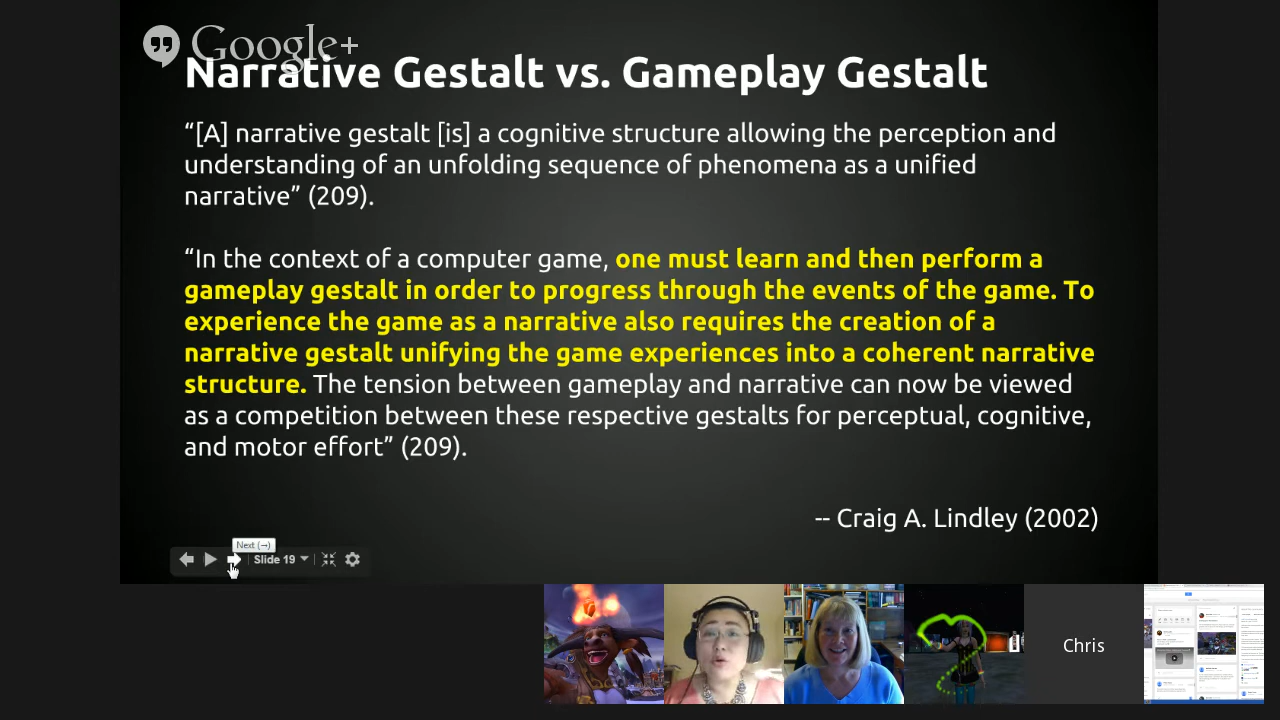 Google+
Narrative Gestalt vs. Gameplay Gestalt
“[A] narrative gestalt [is] a cognitive structure allowing the perception and
understanding of an unfolding sequence of phenomena as a unified
narrative” (209).
“In the context of a computer game, one must learn and then perform a
gameplay gestalt in order to progress through the events of the game. To
experience the game as a narrative also requires the creation of a
narrative gestalt unifying the game experiences into a coherent narrative
structure. The tension between gameplay and narrative can now be viewed
as a competition between these respective gestalts for perceptual, cognitive,
and motor effort” (209).
-- Craig A. Lindley (2002)
Next (→)
Slide 19
Chris